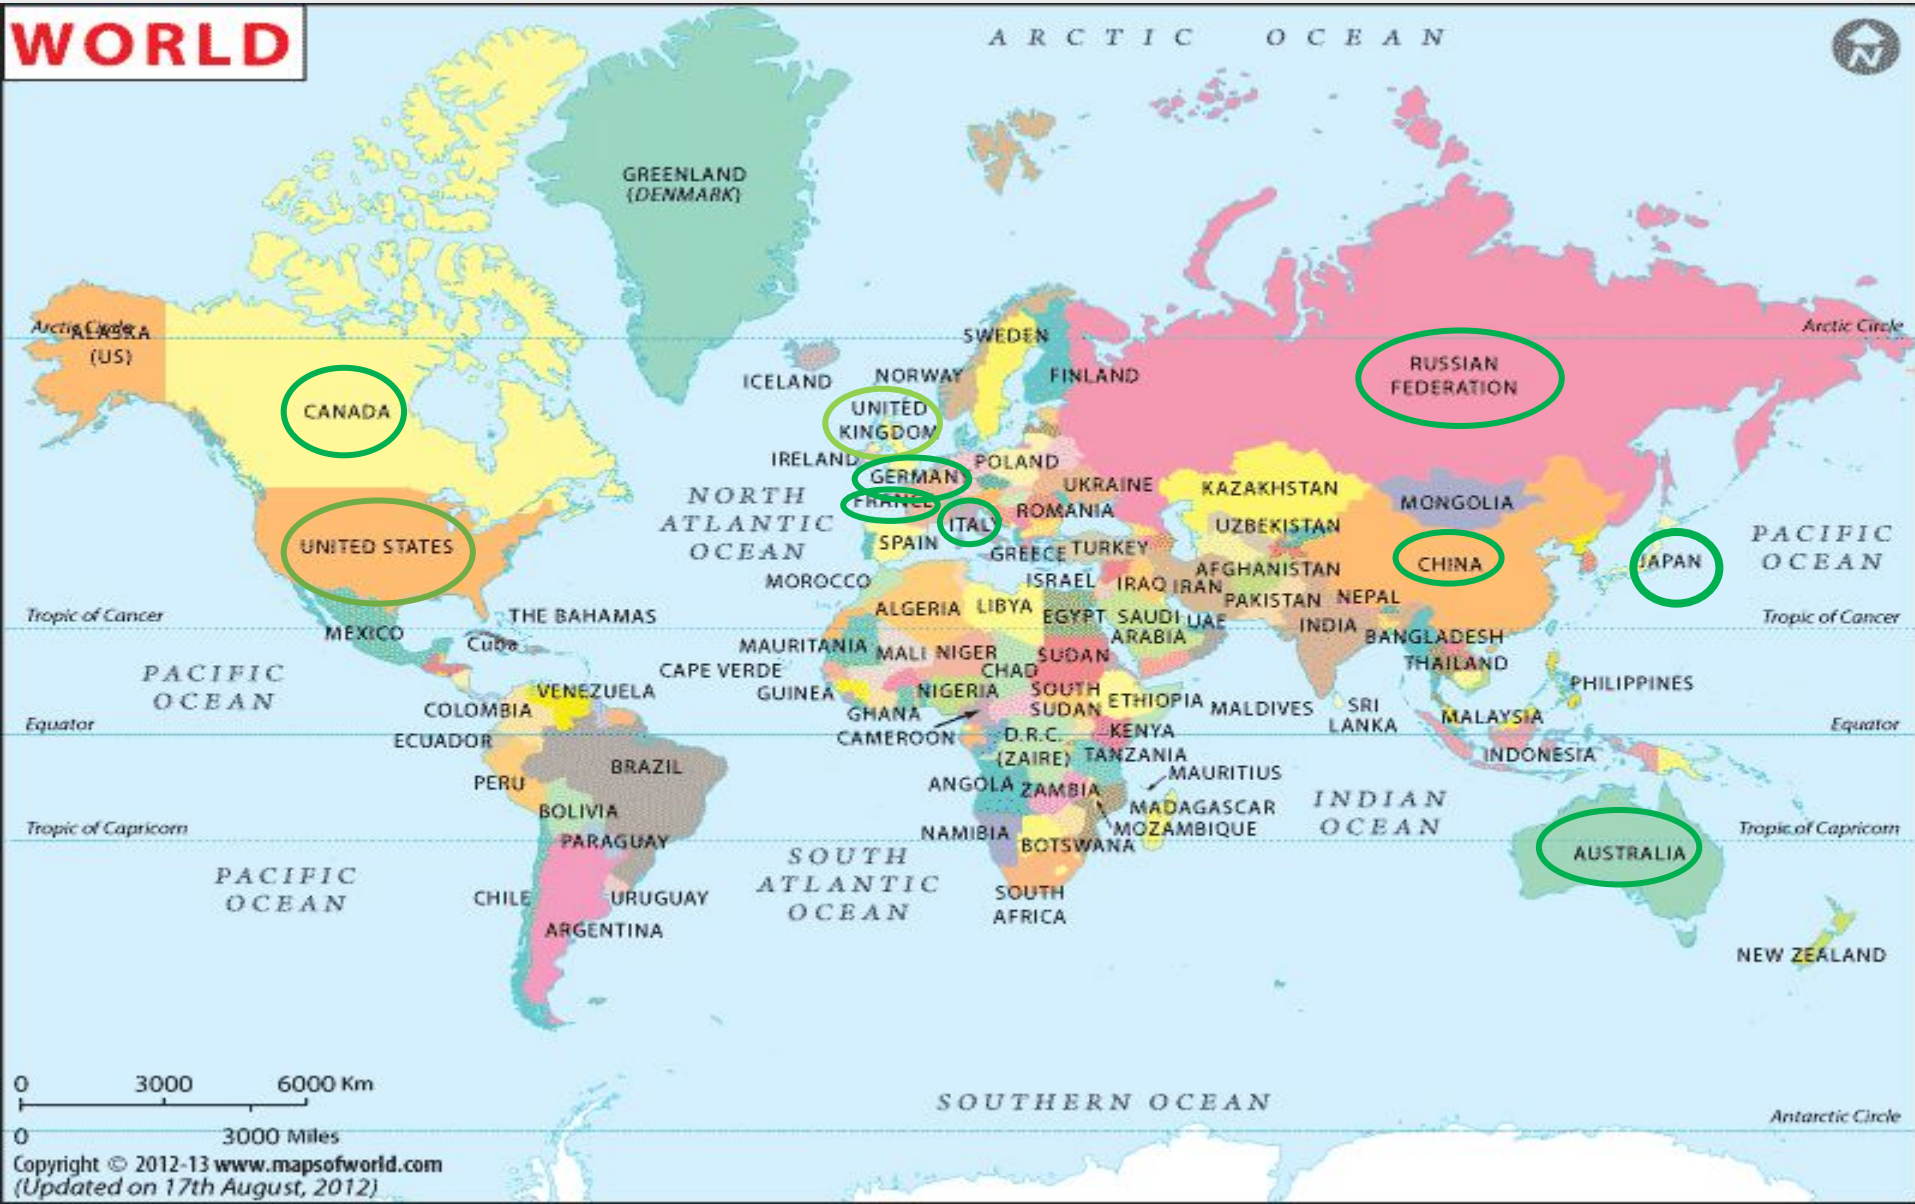 WORLD
ARCTIC OCEAN
N
GREENLAND
(DENMARK)
Arctic Circle
ALASKA
(US)
Arctic Circle
SWEDEN
RUSSIAN
FEDERATION
ICELAND
NORWAY
FINLAND
CANADA
UNITED
KINGDOM
IRELAND
POLAND
GERMANY
UKRAINE
KAZAKHSTAN
MONGOLIA
NORTH
ATLANTIC
OCEAN
FRANCE
ROMANIA
ITALY
UZBEKISTAN
PACIFIC
OCEAN
UNITED STATES
SPAIN
GREECE
TURKEY
CHINA
JAPAN
AFGHANISTAN
MOROCCO
ISRAEL
IRAQ
IRAN
PAKISTAN
NEPAL
ALGERIA
LIBYA
EGYPT
SAUDI
ARABIA
UAE
INDIA
BANGLADESH
Tropic of Cancer
THE BAHAMAS
Tropic of Cancer
MEXICO
Cuba
MAURITANIA
MALI
NIGER
CHAD
SUDAN
THAILAND
PACIFIC
OCEAN
CAPE VERDE
VENEZUELA
GUINEA
NIGERIA
SOUTH
SUDAN
ETHIOPIA
MALDIVES
SRI
LANKA
PHILIPPINES
COLOMBIA
GHANA
MALAYSIA
Equator
Equator
ECUADOR
CAMEROON
D.R.C.
(ZAIRE)
KENYA
TANZANIA
INDONESIA
BRAZIL
PERU
ANGOLA
ZAMBIA
MAURITIUS
BOLIVIA
MADAGASCAR
INDIAN
OCEAN
Tropic of Capricorn
NAMIBIA
MOZAMBIQUE
Tropic of Capricorn
PARAGUAY
BOTSWANA
AUSTRALIA
SOUTH
ATLANTIC
OCEAN
PACIFIC
OCEAN
CHILE
URUGUAY
SOUTH
AFRICA
ARGENTINA
NEW ZEALAND
0 3000 6000 Km
0 3000 Miles
SOUTHERN OCEAN
Antarctic Circle
Copyright © 2012-13 www.mapsofworld.com
(Updated on 17th August, 2012)